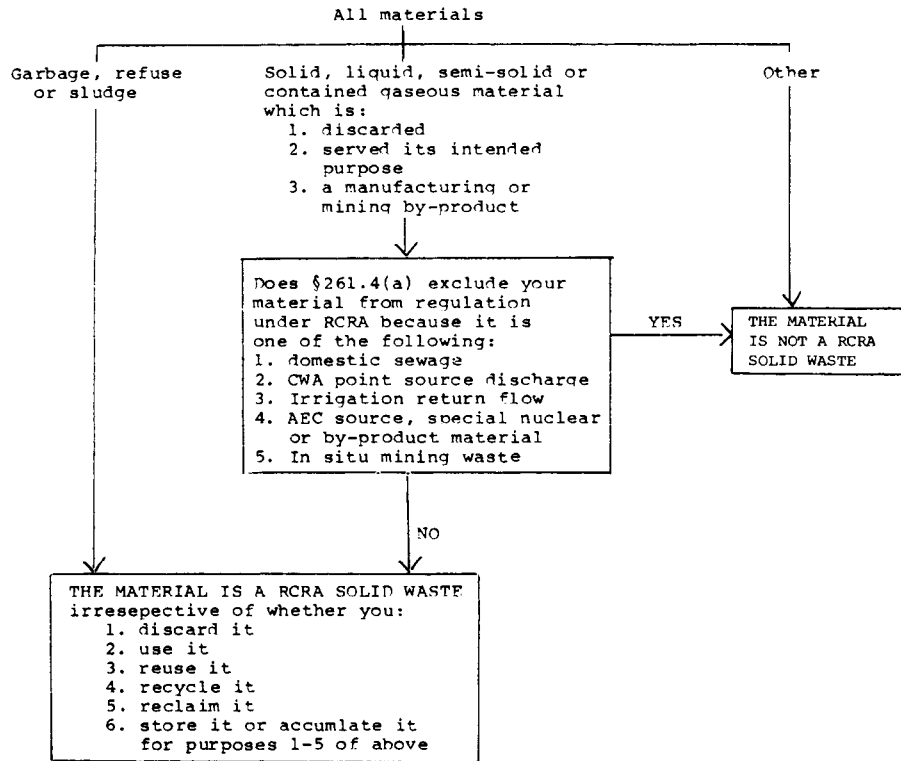 All materials
Garbage, refuse
or sludge
Solid, liquid, semi-solid or
contained gaseous material
which is:
1. discarded
2. served its intended
purpose
3. a manufacturing or
mining by-product
Other
Does §261.4(a) exclude your
material from regulation
under RCRA because it is
one of the following:
1. domestic sewage
2. CWA point source discharge
3. Irrigation return flow
4. AEC source, special nuclear
or by-product material
5. In situ mining waste
YES
THE MATERIAL
IS NOT A RCRA
SOLID WASTE
NO
THE MATERIAL IS A RCRA SOLID WASTE
irresepective of whether you:
1. discard it
2. use it
3. reuse it
4. recycle it
5. reclaim it
6. store it or accumlate it
for purposes 1-5 of above